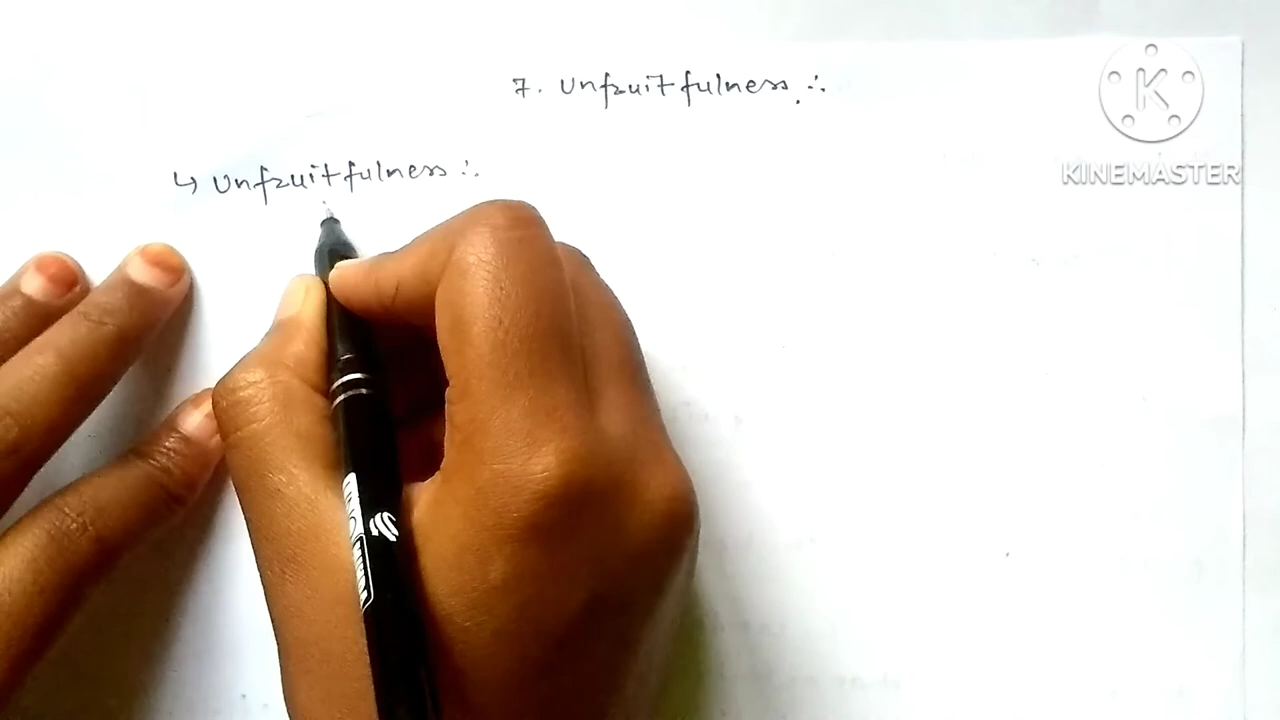 7. Unfruitfulness :-
↳ Unfruitfulness :-
K
KINEMASTER